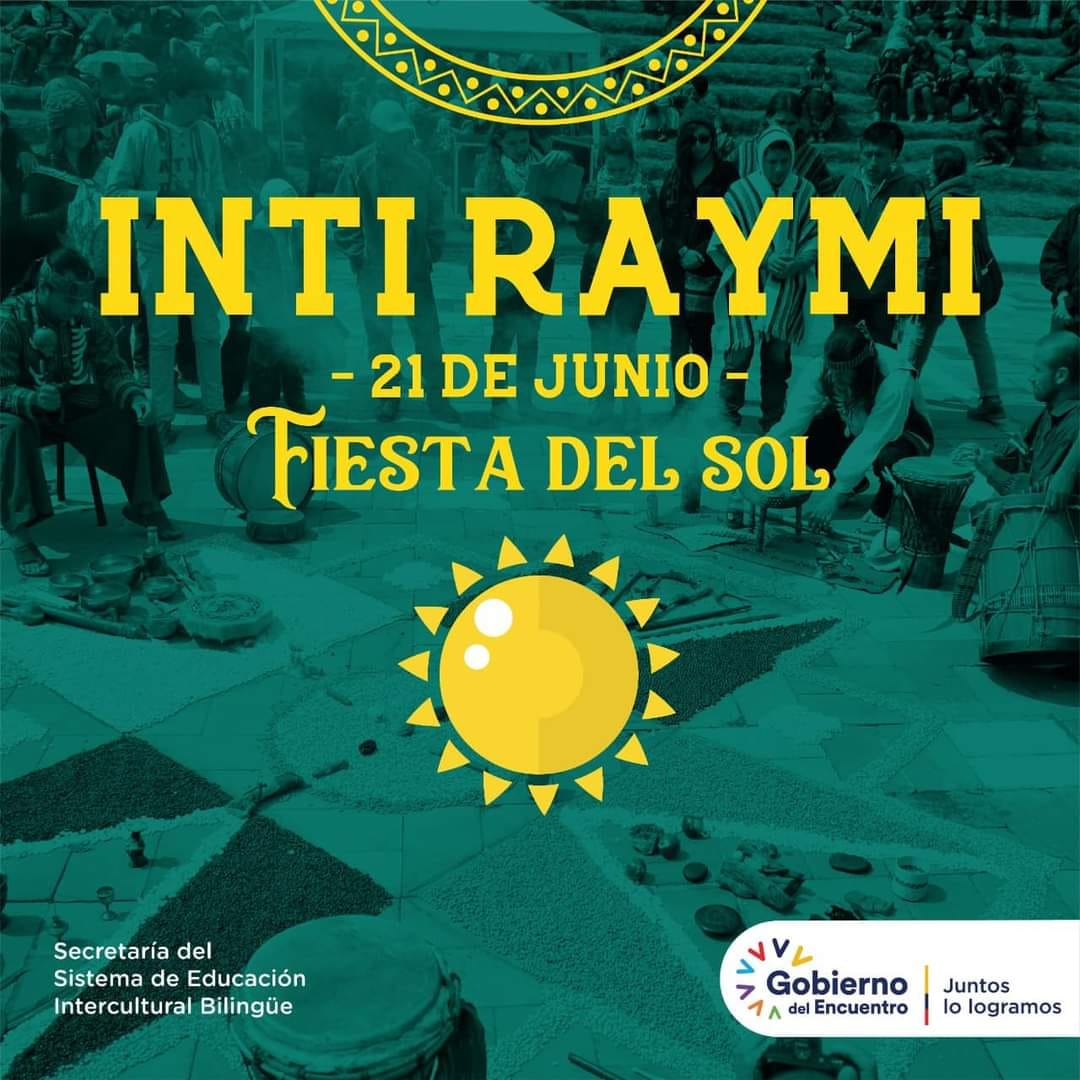 INTI RAYMI
- 21 DE JUNIO -
FIESTA DEL SOL
Secretaría del
Sistema de Educación
Intercultural Bilingüe
Gobierno
del Encuentro
Juntos
lo logramos